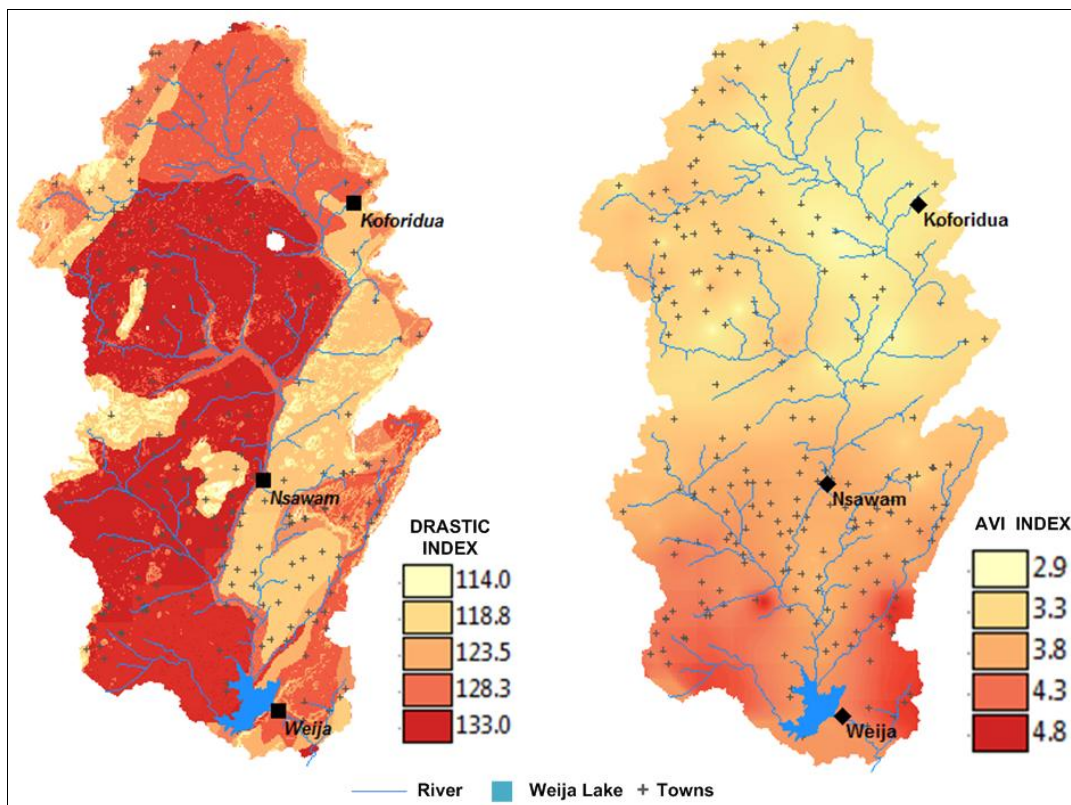 Koforidua
Nsawam
Weija
DRASTIC
INDEX
114.0
118.8
123.5
128.3
133.0
Koforidua
Nsawam
Weija
AVI INDEX
2.9
3.3
3.8
4.3
4.8
River
Weija Lake
Towns